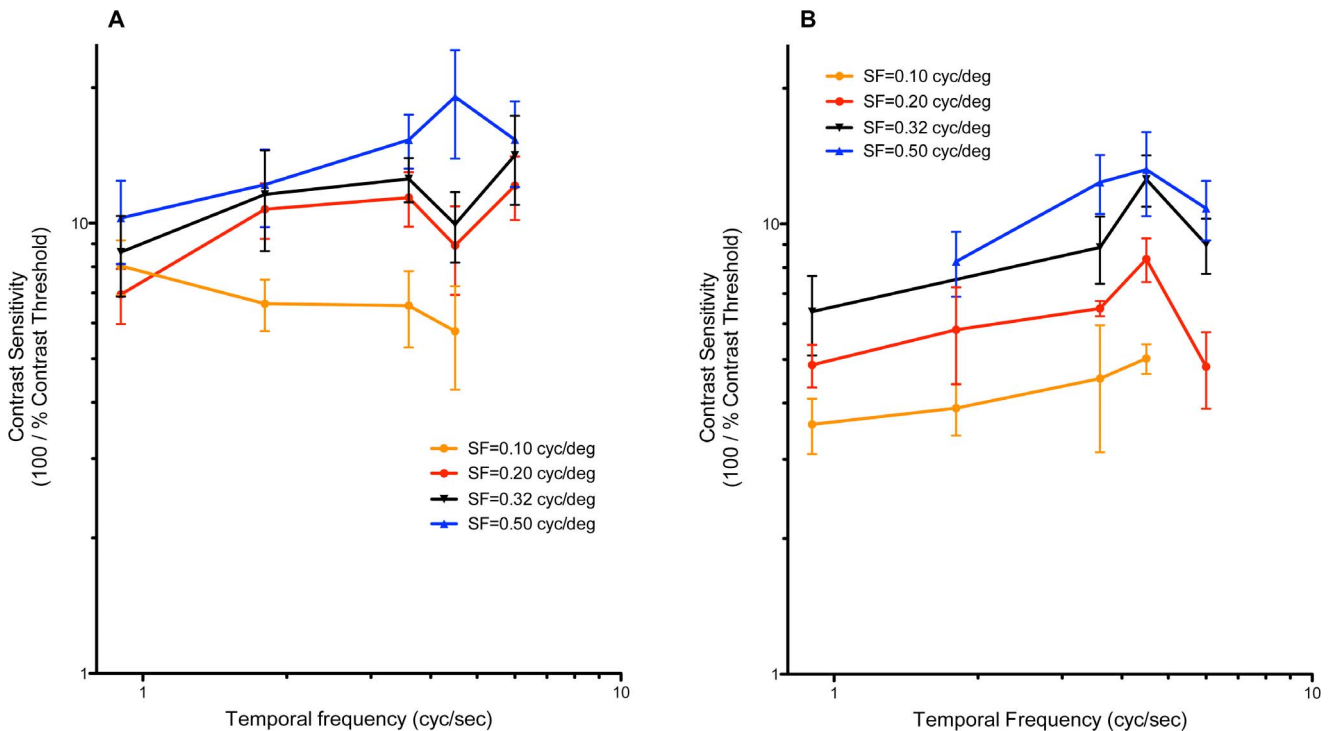 A
Contrast Sensitivity
(100 / % Contrast Threshold)
10
1
SF=0.10 cyc/deg
SF=0.20 cyc/deg
SF=0.32 cyc/deg
SF=0.50 cyc/deg
1
10
Temporal frequency (cyc/sec)
B
Contrast Sensitivity
(100 / % Contrast Threshold)
SF=0.10 cyc/deg
SF=0.20 cyc/deg
SF=0.32 cyc/deg
SF=0.50 cyc/deg
10
1
1
10
Temporal Frequency (cyc/sec)